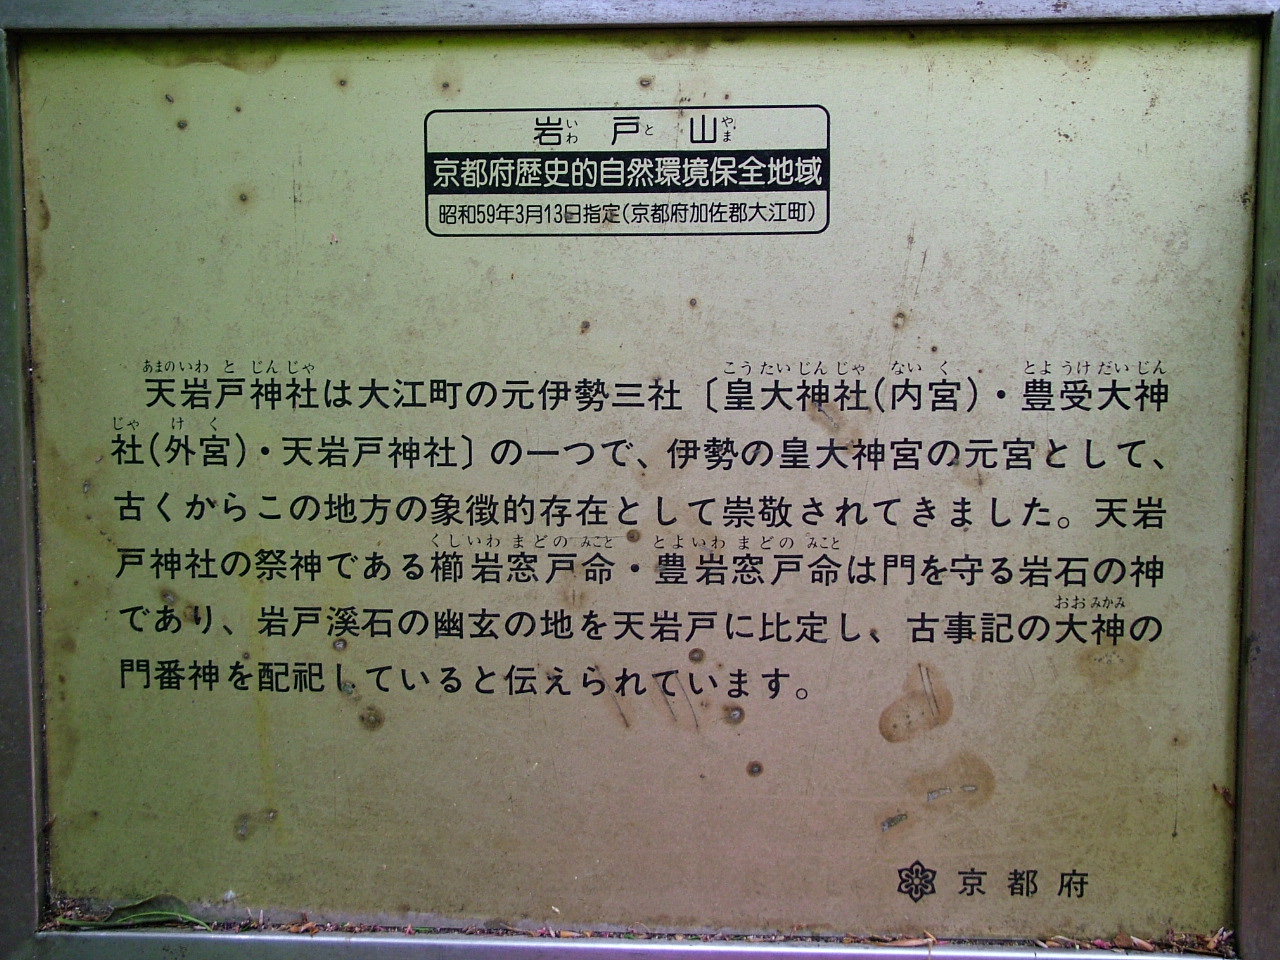 岩戸山
京都府歴史的自然環境保全地域
昭和59年3月13日指定(京都府加佐郡大江町)
天岩戸神社は大江町の元伊勢三社〔皇大神社(内宮)・豊受大神
社(外宮)・天岩戸神社〕の一つで、伊勢の皇大神宮の元宮として、
古くからこの地方の象徴的存在として崇敬されてきました。天岩
戸神社の祭神である櫛岩窓戸命・豊岩窓戸命は門を守る岩石の神
であり、岩戸溪石の幽玄の地を天岩戸に比定し、古事記の大神の
門番神を配祀していると伝えられています。
京都府